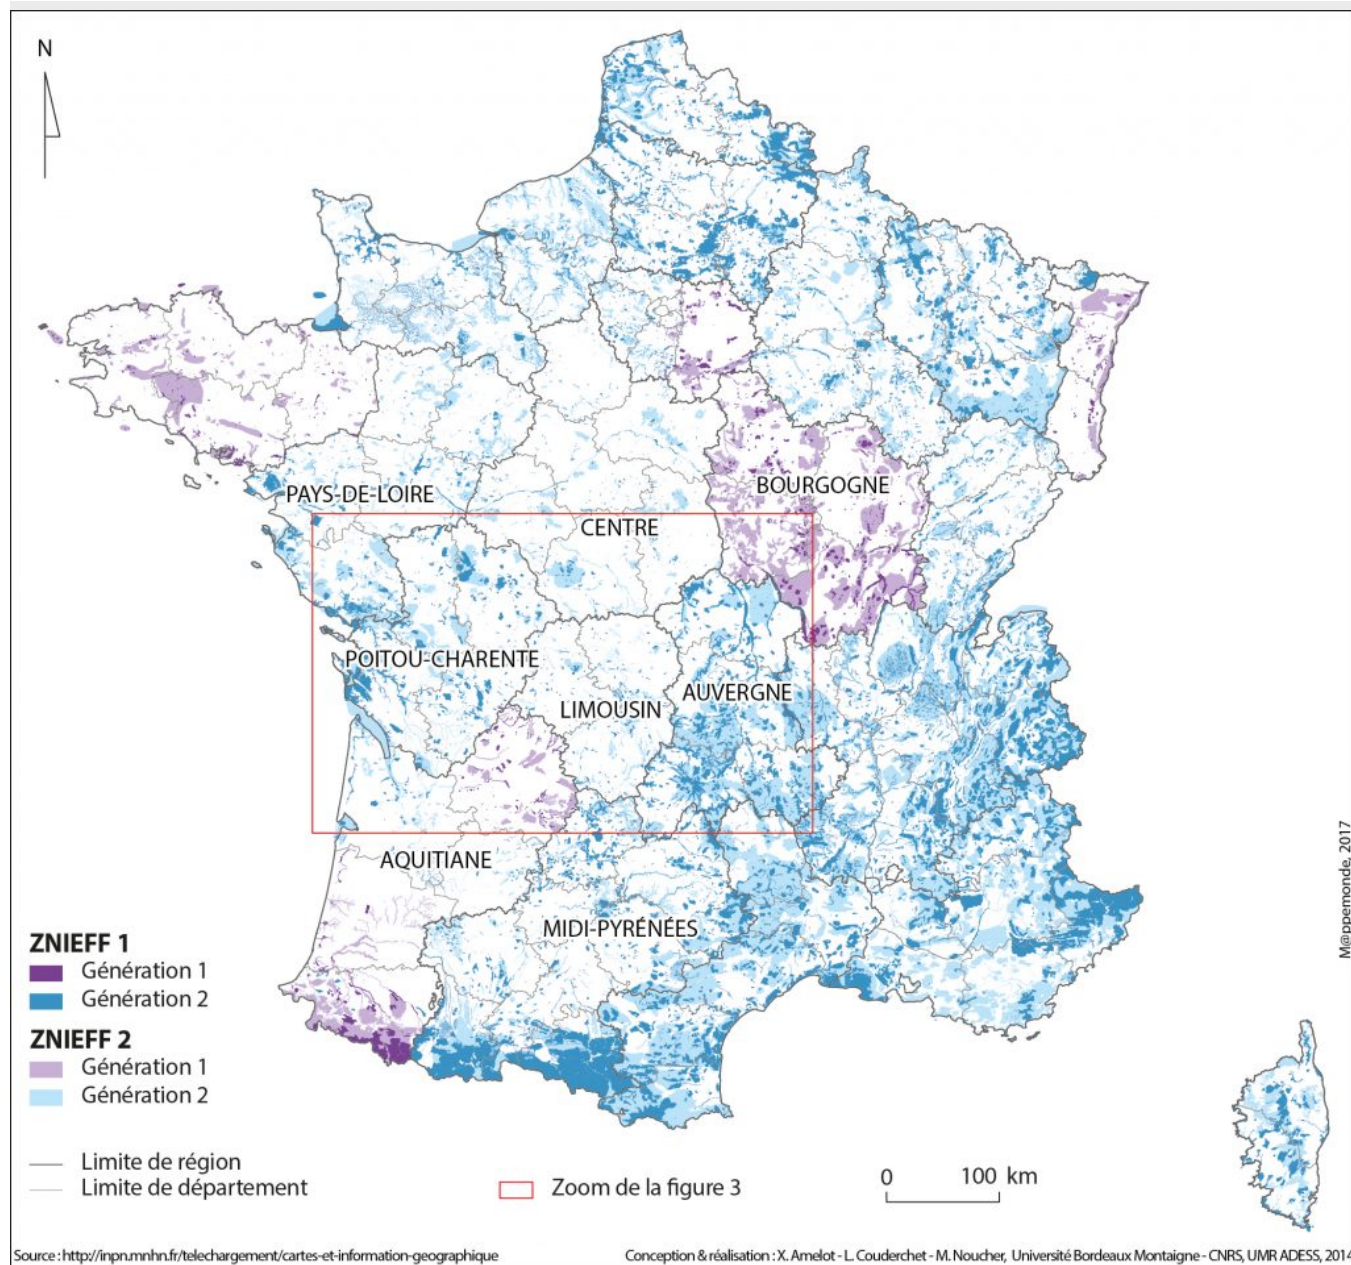 N
PAYS-DE-LOIRE
BOURGOGNE
CENTRE
POITOU-CHARENTE
LIMOUSIN
AUVERGNE
AQUITIANE
MIDI-PYRÉNÉES
M@ppemonde, 2017
ZNIEFF 1
Génération 1
Génération 2
ZNIEFF 2
Génération 1
Génération 2
Limite de région
Limite de département
Zoom de la figure 3
0 100 km
Source : http://inpn.mnhn.fr/telechargement/cartes-et-information-geographique
Conception & réalisation : X. Amelot - L. Couderchet - M. Noucher, Université Bordeaux Montaigne - CNRS, UMR ADESS, 2014